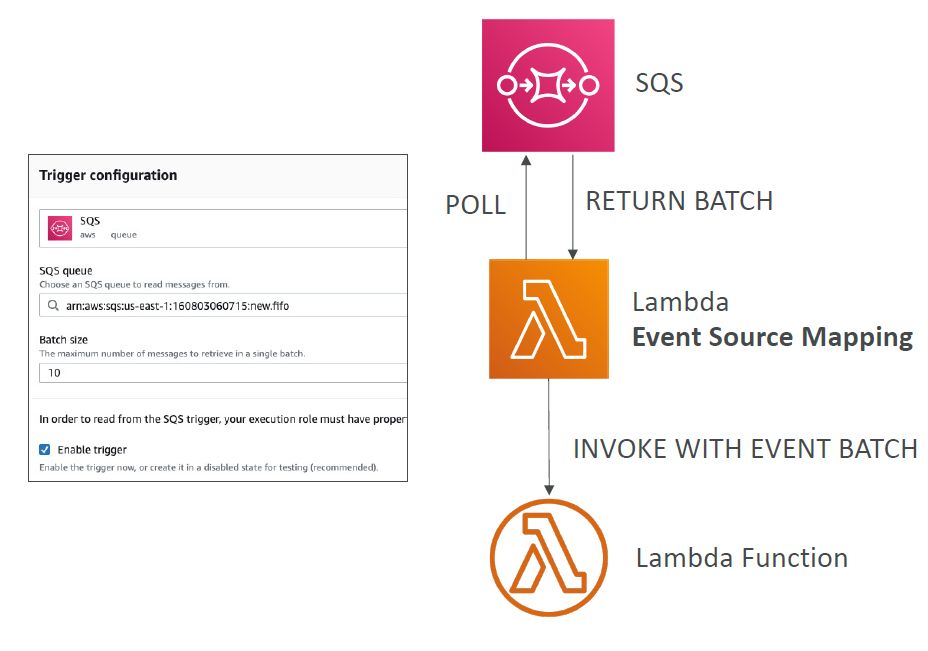 Trigger configuration
SQS
aws queue
SQS queue
Choose an SQS queue to read messages from.
arn:aws:sqs:us-east-1:160803060715:new.fifo
Batch size
The maximum number of messages to retrieve in a single batch.
10
In order to read from the SQS trigger, your execution role must have proper
Enable trigger
Enable the trigger now, or create it in a disabled state for testing (recommended).
SQS
POLL
RETURN BATCH
Lambda
Event Source Mapping
INVOKE WITH EVENT BATCH
Lambda Function